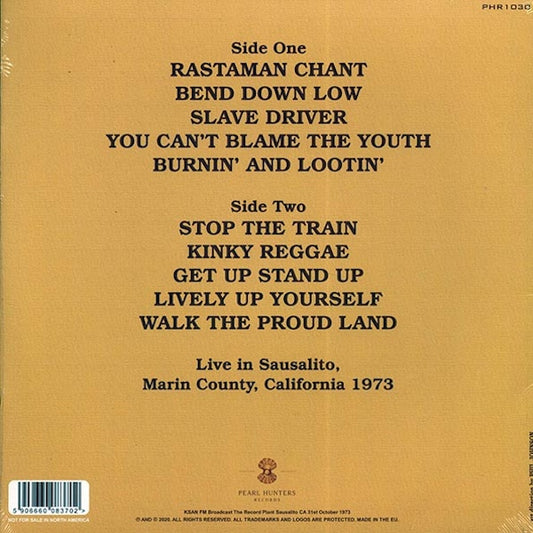 PHR1030
Side One
RASTAMAN CHANT
BEND DOWN LOW
SLAVE DRIVER
YOU CAN'T BLAME THE YOUTH
BURNIN' AND LOOTIN'
Side Two
STOP THE TRAIN
KINKY REGGAE
GET UP STAND UP
LIVELY UP YOURSELF
WALK THE PROUD LAND
Live in Sausalito,
Marin County, California 1973
PEARL HUNTERS
RECORDS
5 906660 083702 >
NOT FOR SALE IN NORTH AMERICA
KSAN FM Broadcast The Record Plant Sausalito CA 31st October 1973
℗ AND © 2020. ALL RIGHTS RESERVED. ALL TRADEMARKS AND LOGOS ARE PROTECTED. MADE IN THE EU.